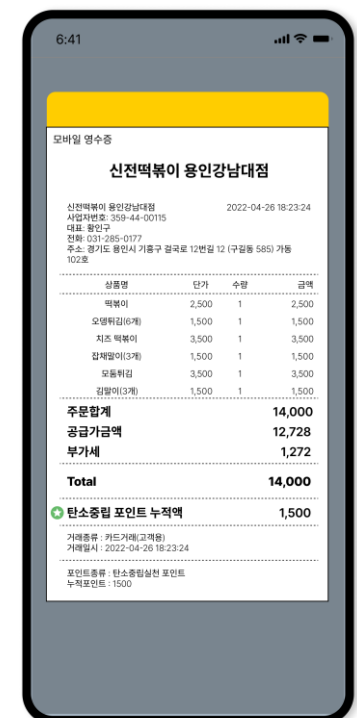 6:41
모바일 영수증
신전떡볶이 용인강남대점
신전떡볶이 용인강남대점 2022-04-26 18:23:24
사업자번호: 359-44-00115
대표: 황인구
전화: 031-285-0177
주소: 경기도 용인시 기흥구 결국로 12번길 12 (구길동 585) 가동
102호
상품명 단가 수량 금액
떡볶이 2,500 1 2,500
오뎅튀김(6개) 1,500 1 1,500
치즈 떡볶이 3,500 1 3,500
잡채말이(3개) 1,500 1 1,500
모둠튀김 3,500 1 3,500
김말이(3개) 1,500 1 1,500
주문합계 14,000
공급가금액 12,728
부가세 1,272
Total 14,000
탄소중립 포인트 누적액 1,500
거래종류 : 카드거래(고객용)
거래일시 : 2022-04-26 18:23:24
포인트종류 : 탄소중립실천 포인트
누적포인트 : 1500